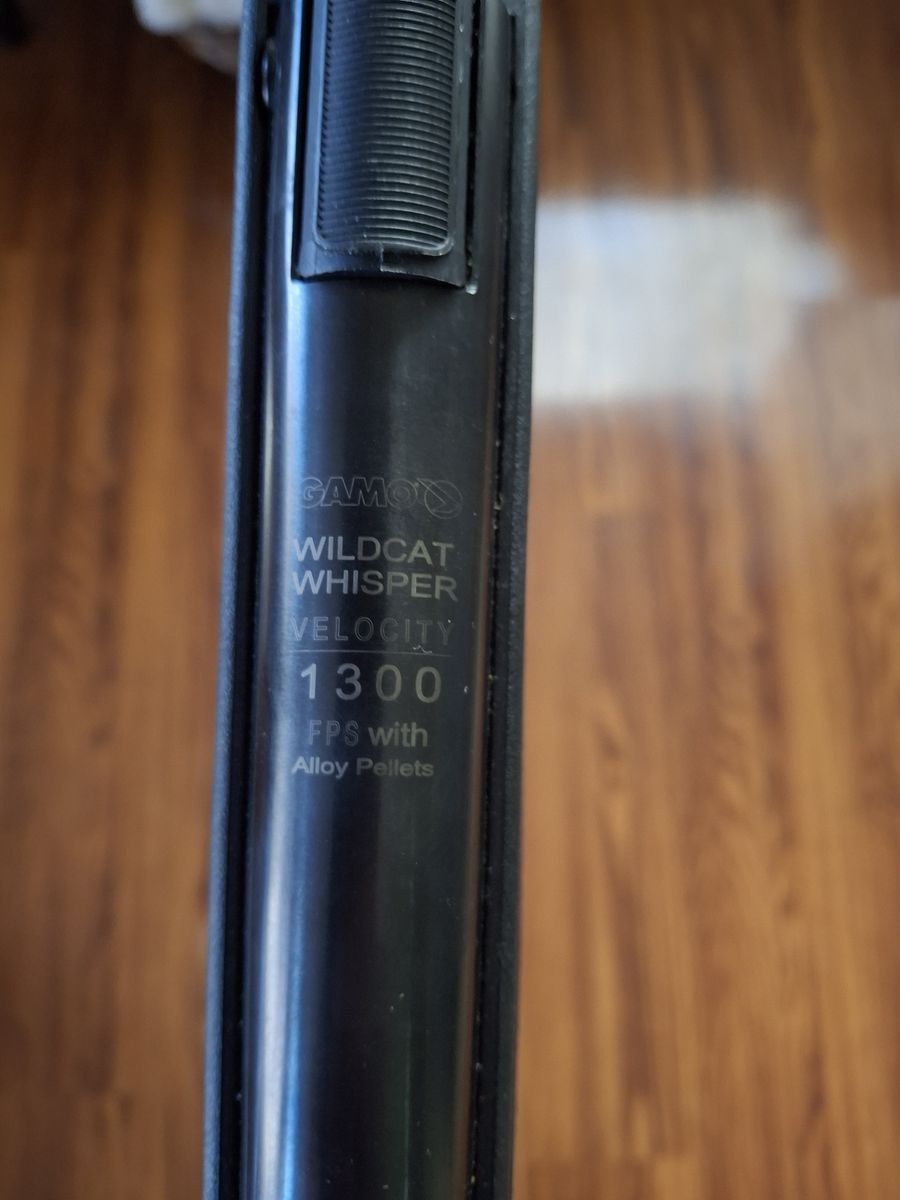 GAMO
WILDCAT
WHISPER
VELOCITY
1300
FPS with
Alloy Pellets